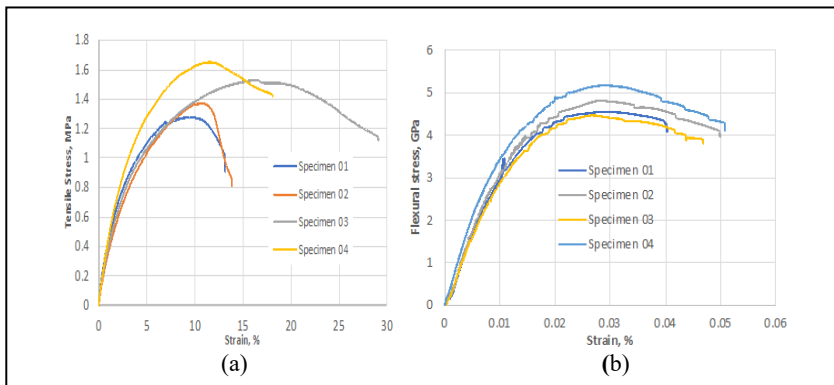 Tensile Stress, MPa
1.8
1.6
1.4
1.2
1
0.8
0.6
0.4
0.2
0
0
5
10
15
20
25
30
Strain, %
Specimen 01
Specimen 02
Specimen 03
Specimen 04
(a)
Flexural stress, GPa
6
5
4
3
2
1
0
0
0.01
0.02
0.03
0.04
0.05
0.06
Strain, %
Specimen 01
Specimen 02
Specimen 03
Specimen 04
(b)